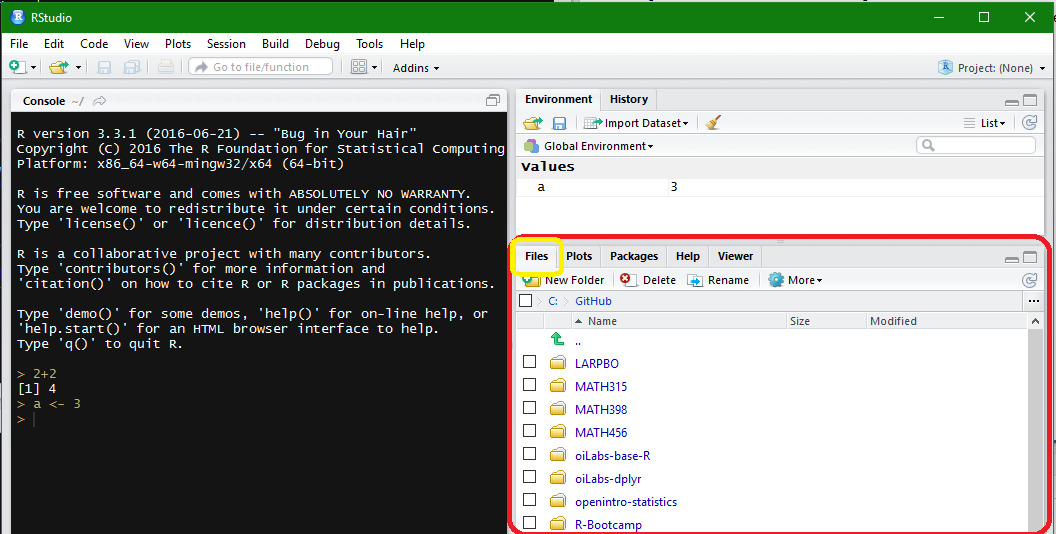 RStudio
File Edit Code View Plots Session Build Debug Tools Help
Go to file/function Addins Project: (None)
Console ~/
R version 3.3.1 (2016-06-21) -- "Bug in Your Hair"
Copyright (C) 2016 The R Foundation for Statistical Computing
Platform: x86_64-w64-mingw32/x64 (64-bit)
R is free software and comes with ABSOLUTELY NO WARRANTY.
You are welcome to redistribute it under certain conditions.
Type 'license()' or 'licence()' for distribution details.
R is a collaborative project with many contributors.
Type 'contributors()' for more information and
'citation()' on how to cite R or R packages in publications.
Type 'demo()' for some demos, 'help()' for on-line help, or
'help.start()' for an HTML browser interface to help.
Type 'q()' to quit R.
> 2+2
[1] 4
> a <- 3
>
Environment History
Import Dataset List
Global Environment
Values
a 3
Files Plots Packages Help Viewer
New Folder Delete Rename More
C: GitHub ...
Name Size Modified
..
LARPBO
MATH315
MATH398
MATH456
oiLabs-base-R
oiLabs-dplyr
openintro-statistics
R-Bootcamp